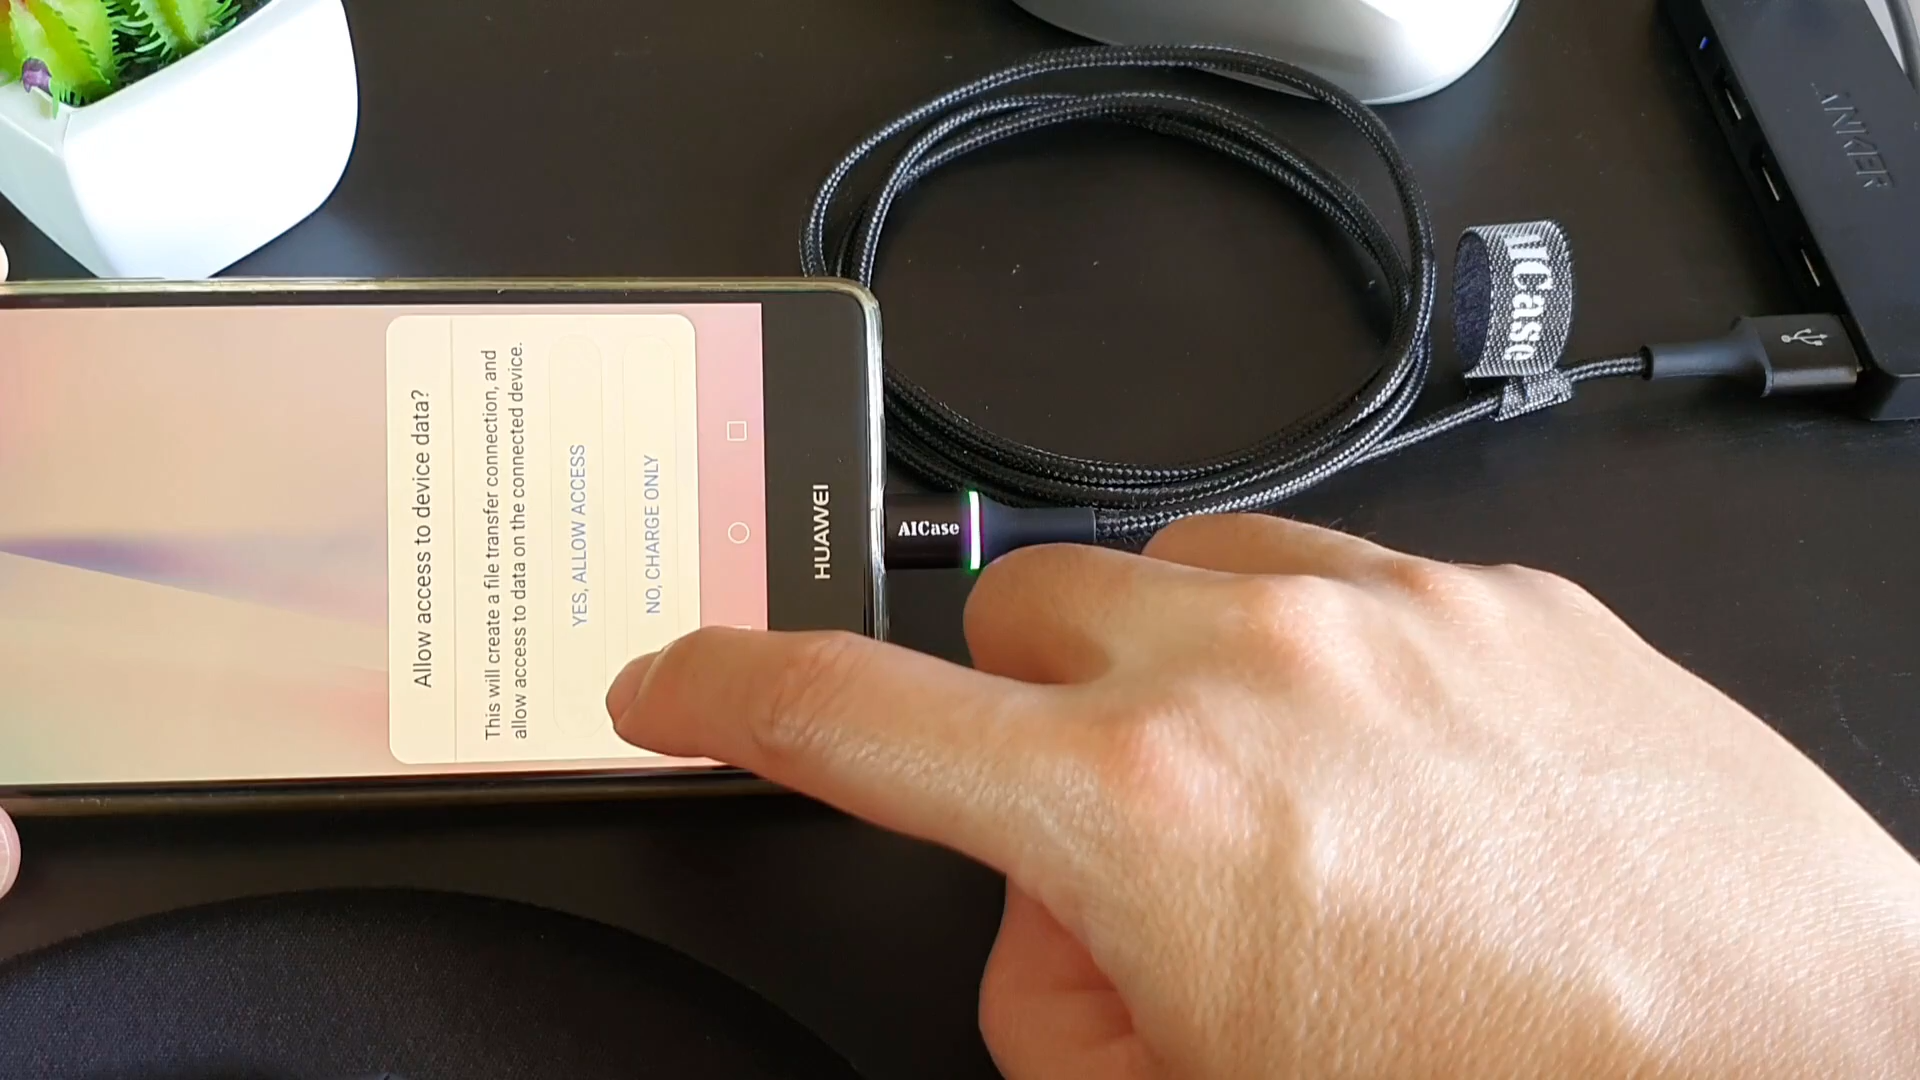 Allow access to device data?
This will create a file transfer connection, and
allow access to data on the connected device.
YES, ALLOW ACCESS
NO, CHARGE ONLY
HUAWEI
AICase
AICase
ANKER